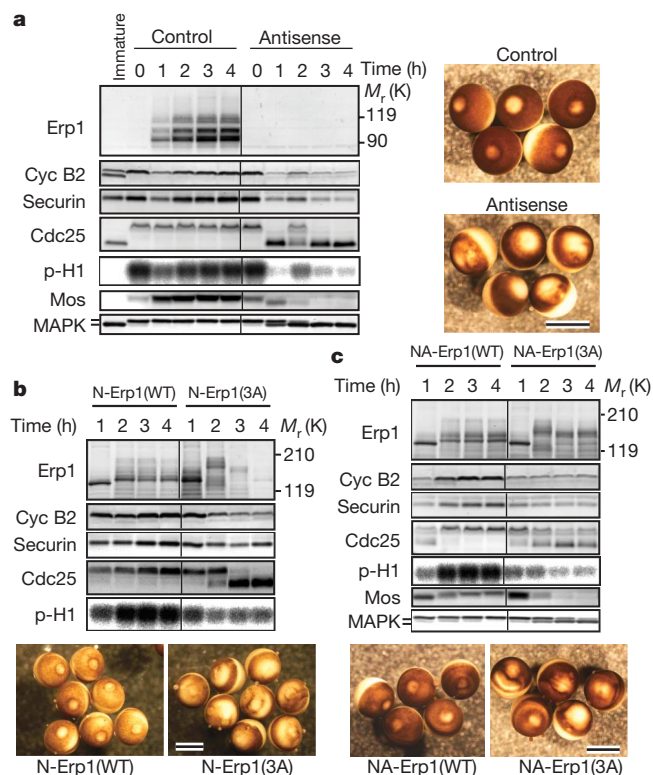 a
Immature
Control
Antisense
0 1 2 3 4 0 1 2 3 4 Time (h)
Mr (K)
Erp1
119
90
Cyc B2
Securin
Cdc25
p-H1
Mos
MAPK
Control
Antisense
b
N-Erp1(WT) N-Erp1(3A)
Time (h) 1 2 3 4 1 2 3 4 Mr (K)
Erp1
210
119
Cyc B2
Securin
Cdc25
p-H1
N-Erp1(WT) N-Erp1(3A)
c
NA-Erp1(WT) NA-Erp1(3A)
Time (h) 1 2 3 4 1 2 3 4 Mr (K)
Erp1
210
119
Cyc B2
Securin
Cdc25
p-H1
Mos
MAPK
NA-Erp1(WT) NA-Erp1(3A)